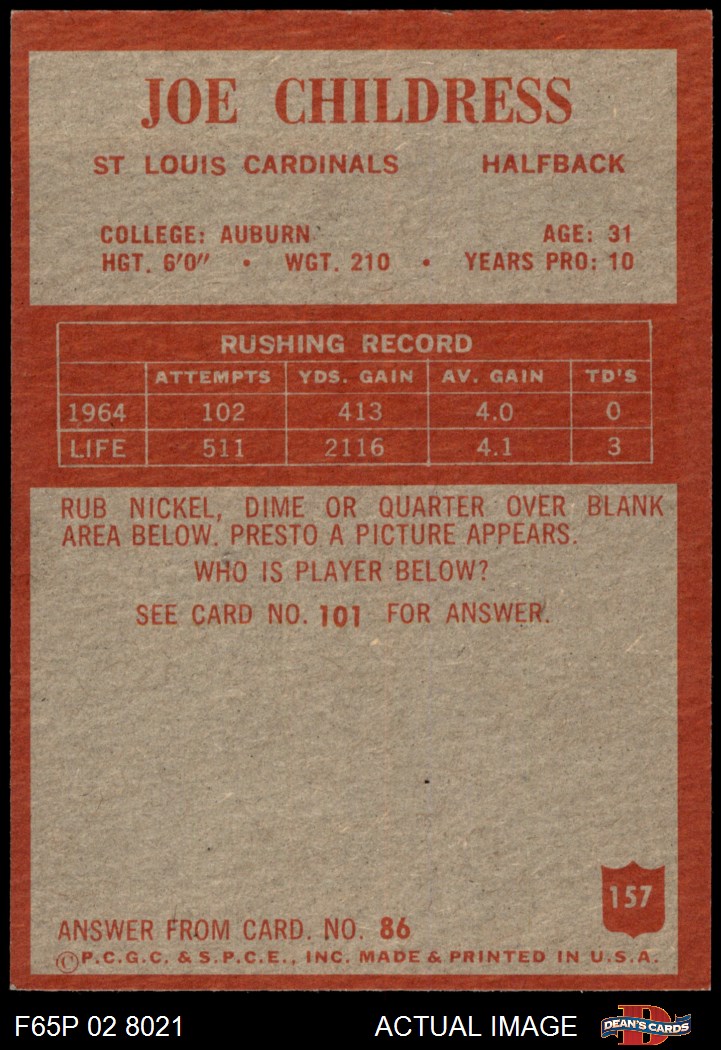 JOE CHILDRESS
ST LOUIS CARDINALS HALFBACK
COLLEGE: AUBURN AGE: 31
HGT. 6'0" • WGT. 210 • YEARS PRO: 10
RUSHING RECORD
ATTEMPTS YDS. GAIN AV. GAIN TD'S
1964 102 413 4.0 0
LIFE 511 2116 4.1 3
RUB NICKEL, DIME OR QUARTER OVER BLANK
AREA BELOW. PRESTO A PICTURE APPEARS.
WHO IS PLAYER BELOW?
SEE CARD NO. 101 FOR ANSWER.
157
ANSWER FROM CARD. NO. 86
©P.C.G.C. & S.P.C.E., INC. MADE & PRINTED IN U.S.A.
F65P 02 8021 ACTUAL IMAGE D DEAN'S CARDS